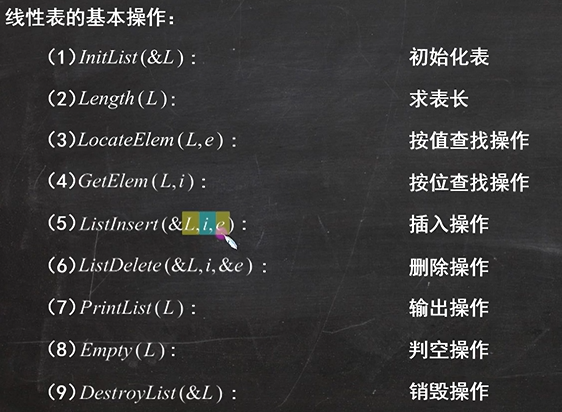 线性表的基本操作：
(1)InitList(&L)： 初始化表
(2)Length(L)： 求表长
(3)LocateElem(L,e)： 按值查找操作
(4)GetElem(L,i)： 按位查找操作
(5)ListInsert(&L,i,e)： 插入操作
(6)ListDelete(&L,i,&e)： 删除操作
(7)PrintList(L)： 输出操作
(8)Empty(L)： 判空操作
(9)DestroyList(&L)： 销毁操作